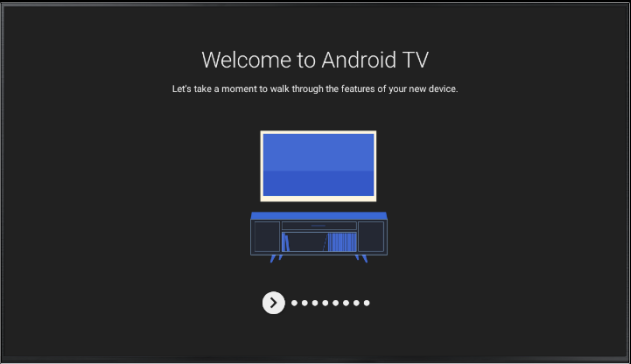 Welcome to Android TV
Let's take a moment to walk through the features of your new device.